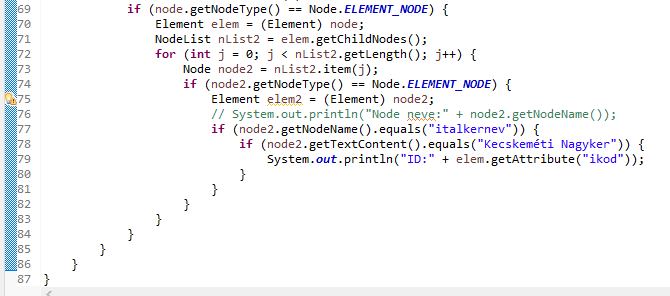 69 if (node.getNodeType() == Node.ELEMENT_NODE) {
70 Element elem = (Element) node;
71 NodeList nList2 = elem.getChildNodes();
72 for (int j = 0; j < nList2.getLength(); j++) {
73 Node node2 = nList2.item(j);
74 if (node2.getNodeType() == Node.ELEMENT_NODE) {
75 Element elem2 = (Element) node2;
76 // System.out.println("Node neve:" + node2.getNodeName());
77 if (node2.getNodeName().equals("italkernev")) {
78 if (node2.getTextContent().equals("Kecskeméti Nagyker")) {
79 System.out.println("ID:" + elem.getAttribute("ikod"));
80 }
81 }
82 }
83 }
84 }
85 }
86 }
87 }